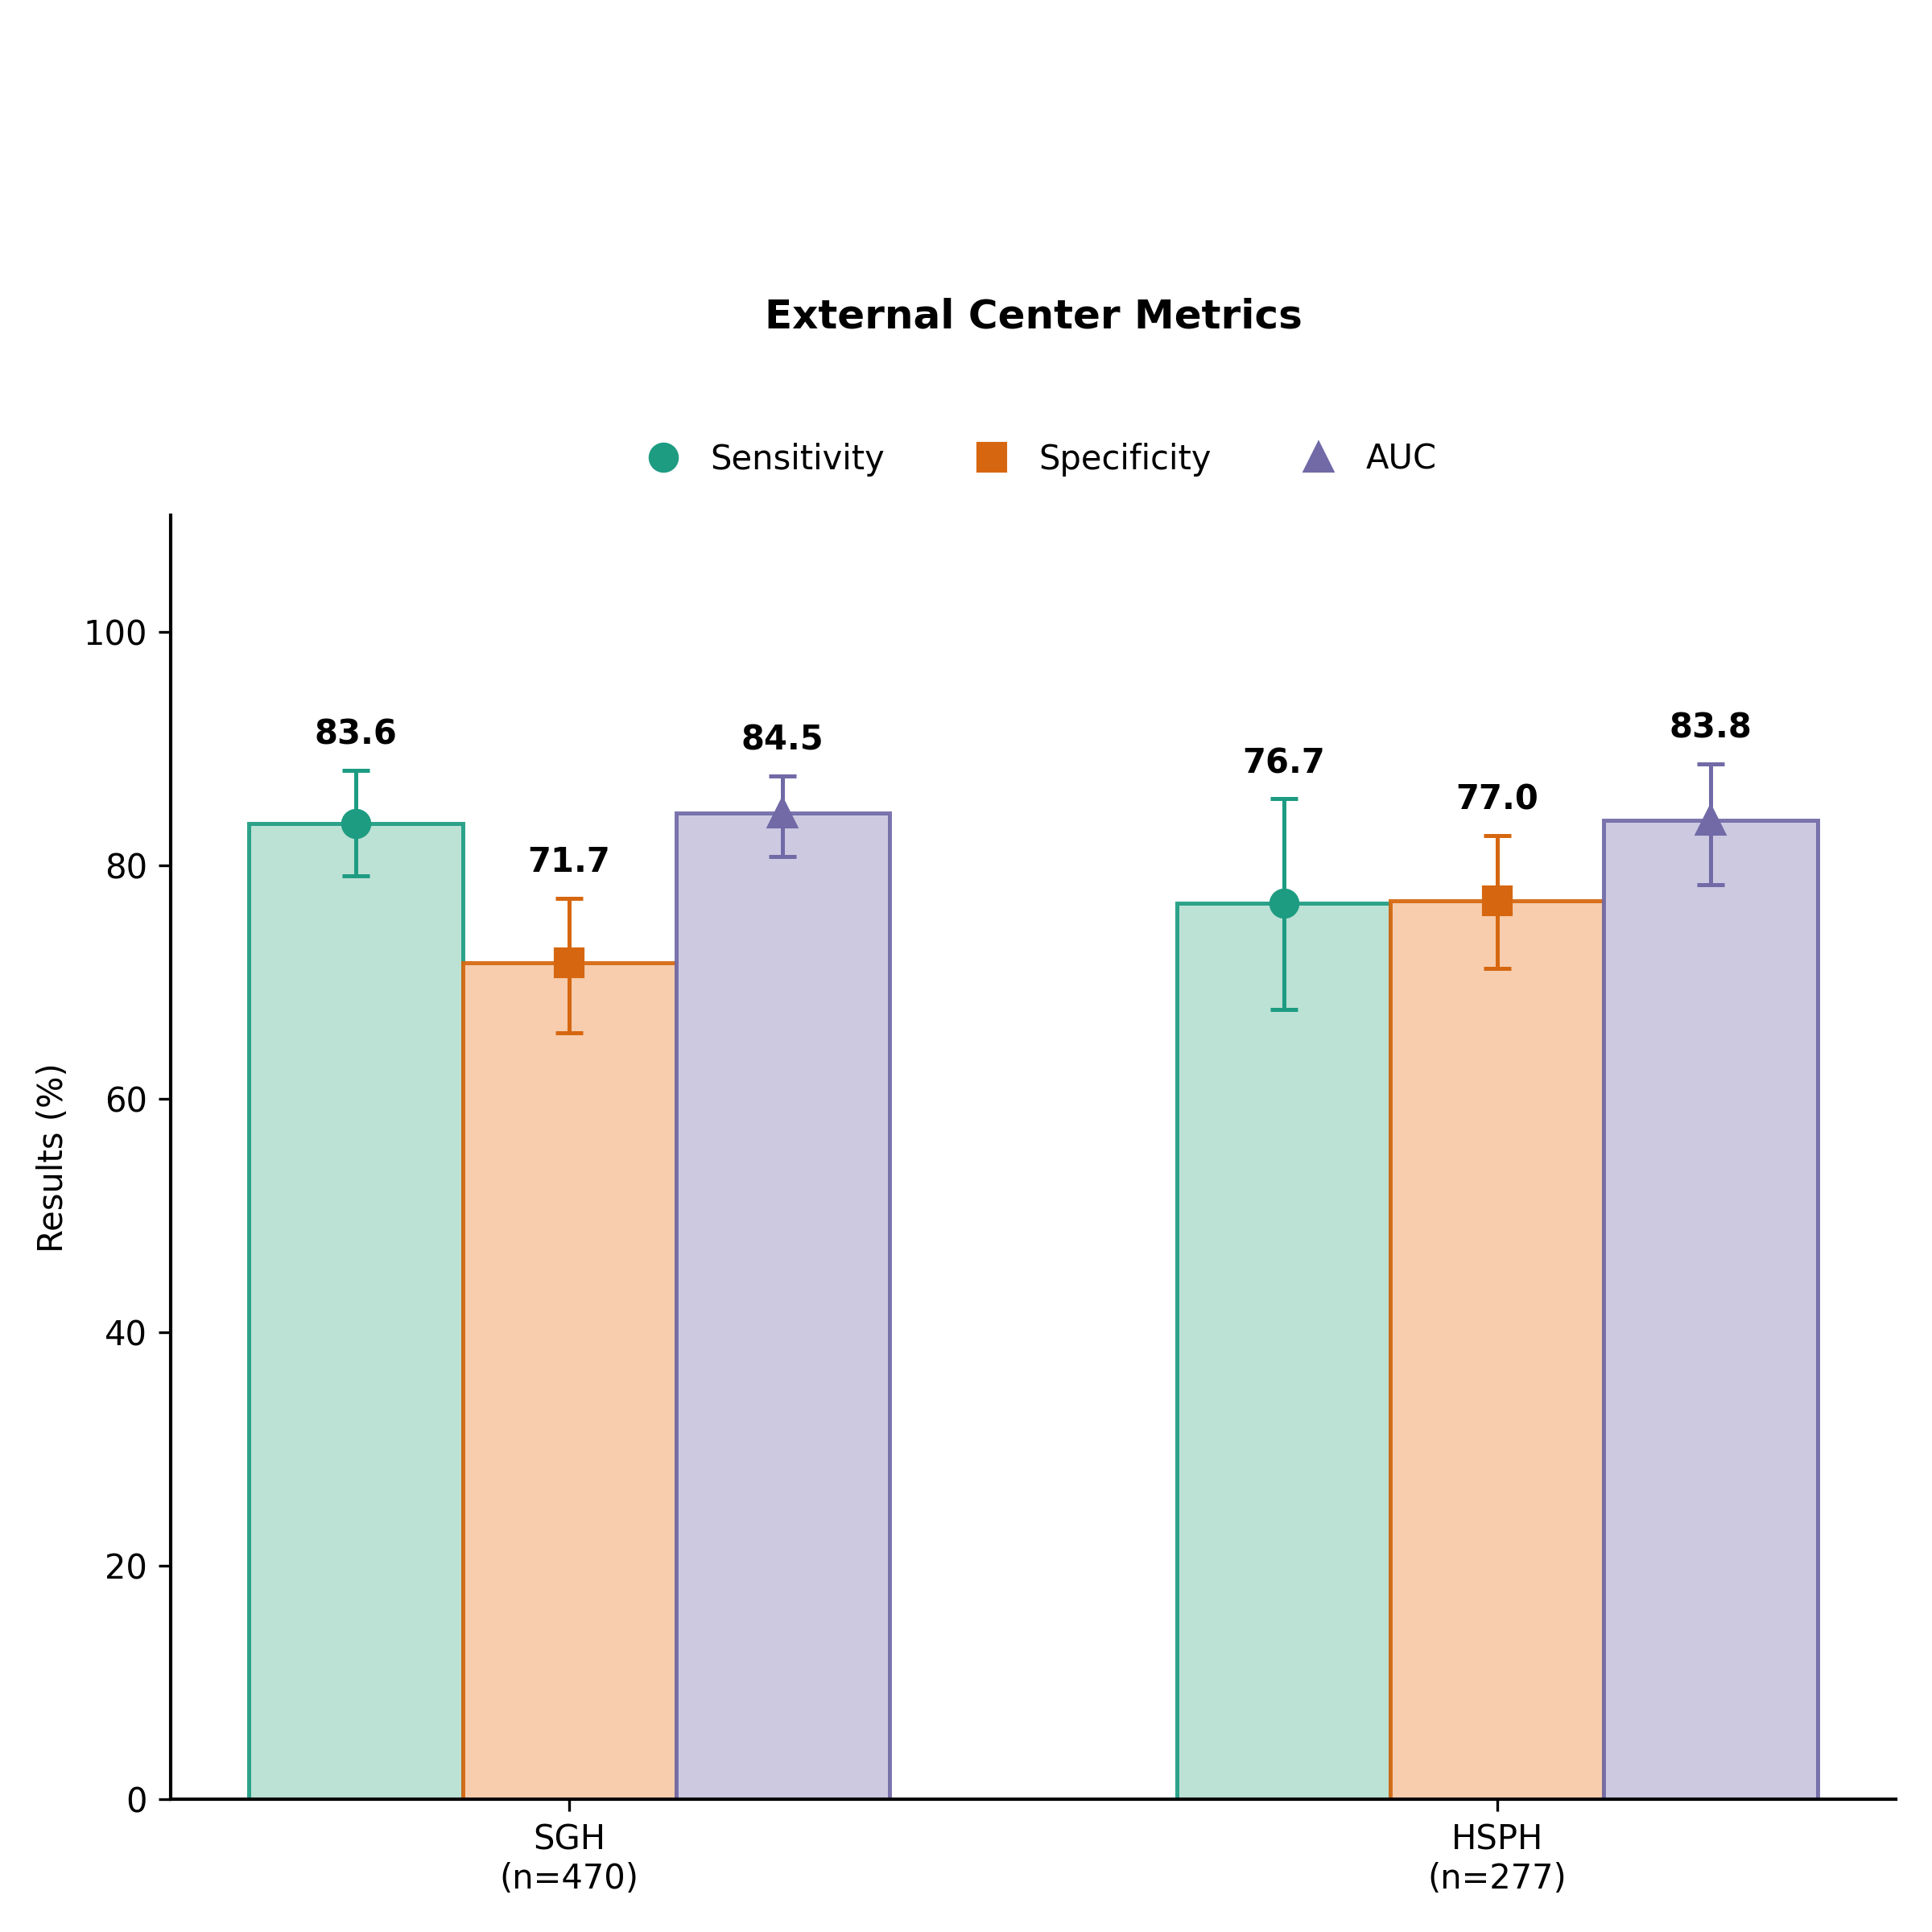 External Center Metrics
Sensitivity
Specificity
AUC
Results (%)
100
80
60
40
20
0
83.6
71.7
84.5
76.7
77.0
83.8
SGH
(n=470)
HSPH
(n=277)